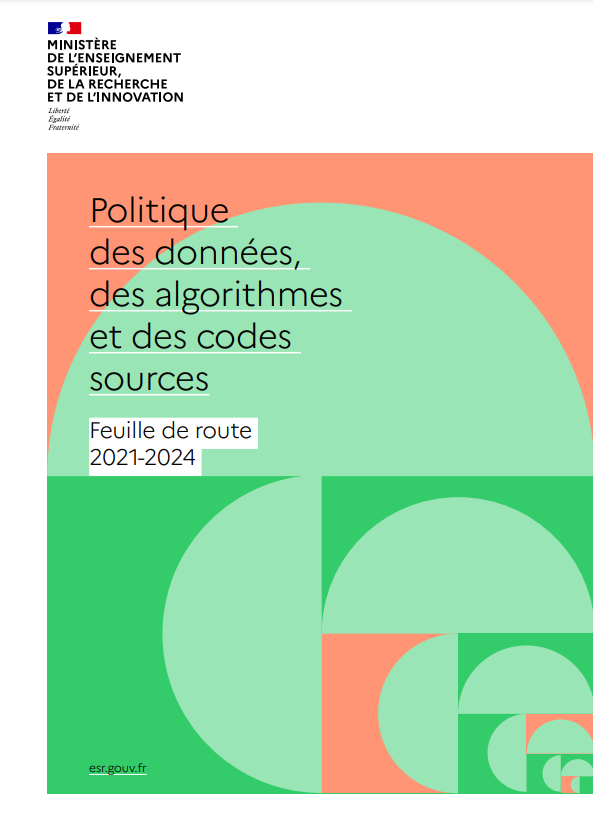 MINISTÈRE
DE L'ENSEIGNEMENT
SUPÉRIEUR,
DE LA RECHERCHE
ET DE L'INNOVATION
Liberté
Égalité
Fraternité
Politique
des données,
des algorithmes
et des codes
sources
Feuille de route
2021-2024
esr.gouv.fr